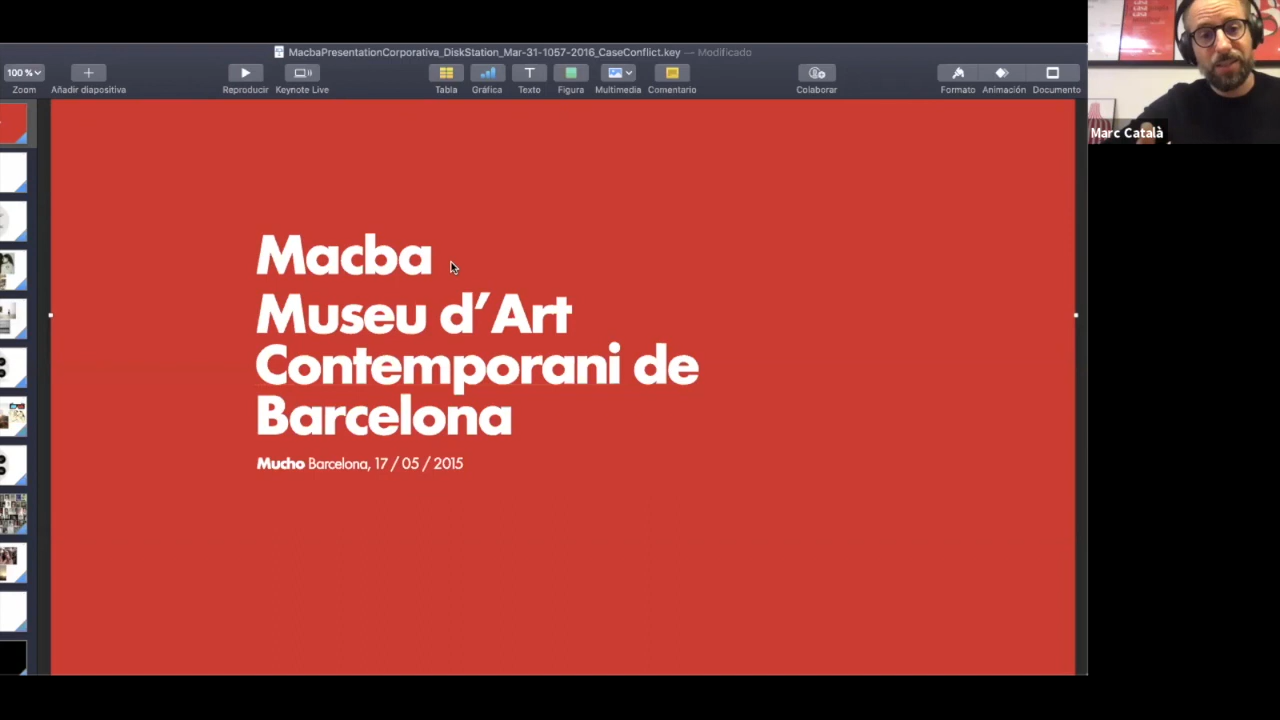 MacbaPresentationCorporativa_DiskStation_Mar-31-1057-2016_CaseConflict.key — Modificado
100 %
Zoom
Añadir diapositiva
Reproducir
Keynote Live
Tabla
Gráfica
T
Texto
Figura
Multimedia
Comentario
Colaborar
Formato
Animación
Documento
Marc Català
Macba
Museu d’Art
Contemporani de
Barcelona
Mucho Barcelona, 17 / 05 / 2015